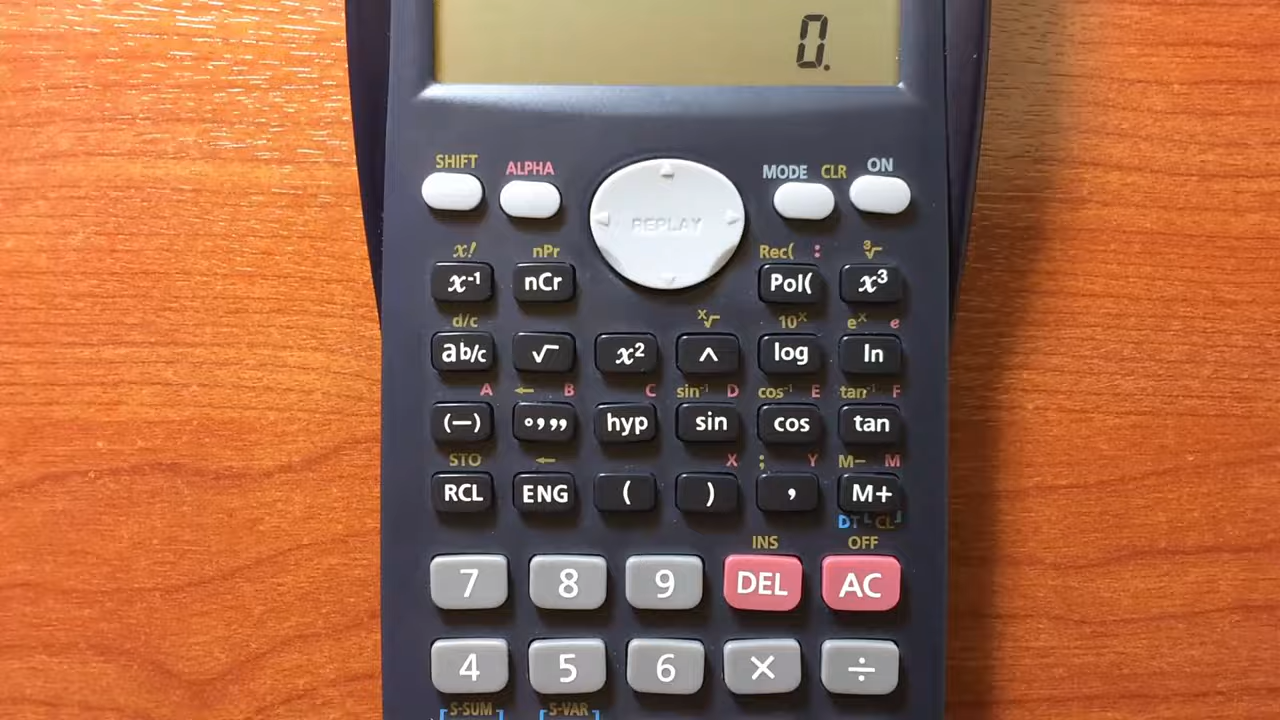 0.
SHIFT ALPHA MODE CLR ON
REPLAY
x! nPr Rec( : ³√
x⁻¹ nCr Pol( x³
d/c ˣ√ 10ˣ eˣ e
ab/c √ x² ^ log ln
A ← B C sin⁻¹ D cos⁻¹ E tan⁻¹ F
(−) °,,, hyp sin cos tan
STO ← X ; Y M− M
RCL ENG ( ) , M+
DT CL
INS OFF
7 8 9 DEL AC
4 5 6 × ÷
S-SUM S-VAR